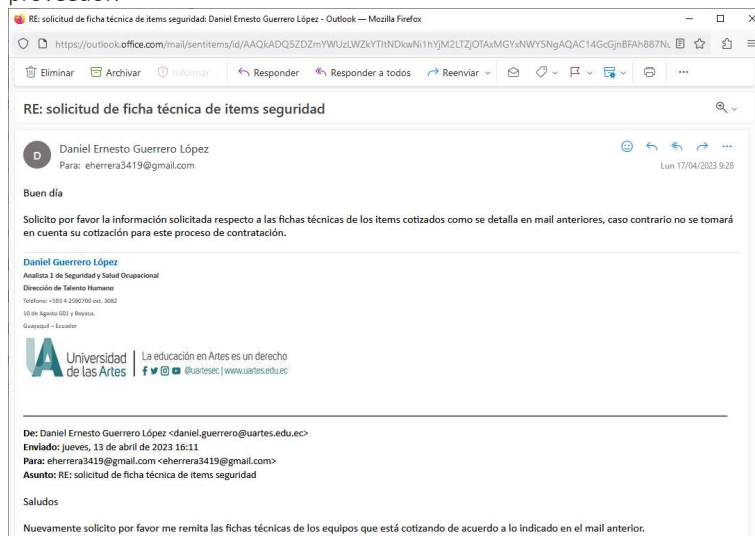 proveedor.
RE: solicitud de ficha técnica de items seguridad: Daniel Ernesto Guerrero López - Outlook — Mozilla Firefox
Eliminar Archivar Informar Responder Responder a todos Reenviar
RE: solicitud de ficha técnica de items seguridad
D
Daniel Ernesto Guerrero López
Para: eherrera3419@gmail.com
Lun 17/04/2023 9:28
Buen día
Solicito por favor la información solicitada respecto a las fichas técnicas de los items cotizados como se detalla en mail anteriores, caso contrario no se tomará
en cuenta su cotización para este proceso de contratación.
Daniel Guerrero López
Analista 1 de Seguridad y Salud Ocupacional
Dirección de Talento Humano
Teléfono: +593 4 2590700 ext. 3082
10 de Agosto 601 y Boyaca.
Guayaquil – Ecuador
UA Universidad de las Artes
La educación en Artes es un derecho
@uartesec | www.uartes.edu.ec
De: Daniel Ernesto Guerrero López <daniel.guerrero@uartes.edu.ec>
Enviado: jueves, 13 de abril de 2023 16:11
Para: eherrera3419@gmail.com <eherrera3419@gmail.com>
Asunto: RE: solicitud de ficha técnica de items seguridad
Saludos
Nuevamente solicito por favor me remita las fichas técnicas de los equipos que está cotizando de acuerdo a lo indicado en el mail anterior.